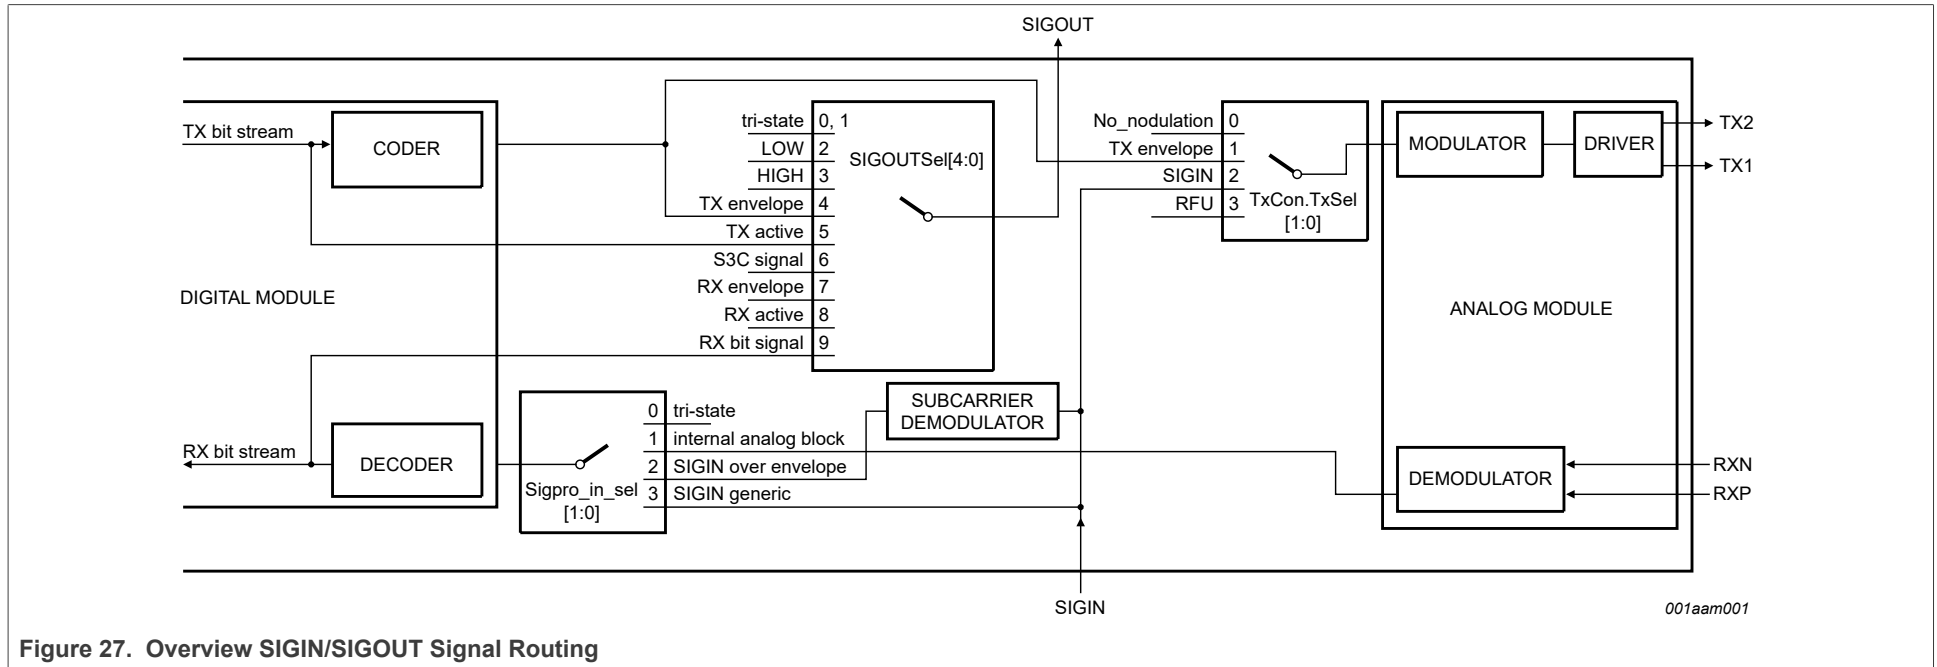 SIGOUT
TX bit stream
CODER
DIGITAL MODULE
RX bit stream
DECODER
tri-state 0, 1
LOW 2
HIGH 3
TX envelope 4
TX active 5
S3C signal 6
RX envelope 7
RX active 8
RX bit signal 9
SIGOUTSel[4:0]
No_nodulation 0
TX envelope 1
SIGIN 2
RFU 3
TxCon.TxSel
[1:0]
MODULATOR
DRIVER
TX2
TX1
ANALOG MODULE
0 tri-state
1 internal analog block
2 SIGIN over envelope
3 SIGIN generic
Sigpro_in_sel
[1:0]
SUBCARRIER
DEMODULATOR
DEMODULATOR
RXN
RXP
SIGIN
001aam001
Figure 27. Overview SIGIN/SIGOUT Signal Routing